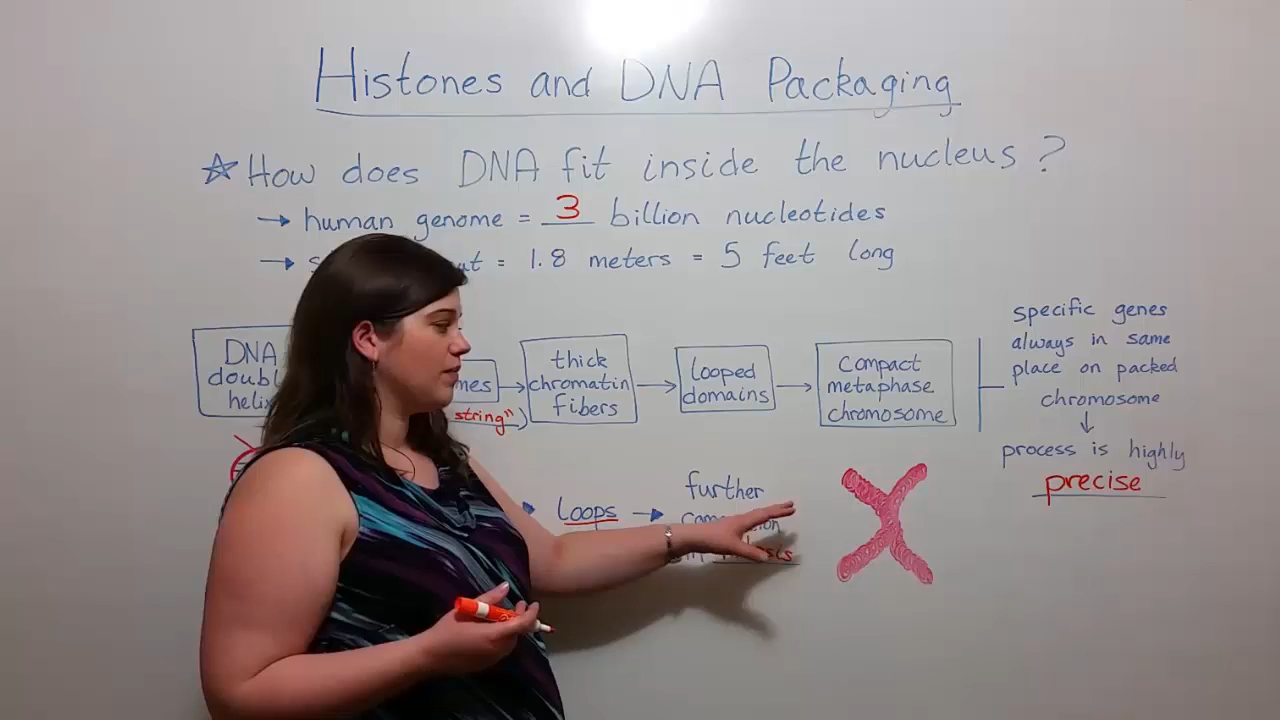 Histones and DNA Packaging
How does DNA fit inside the nucleus?
→ human genome = 3 billion nucleotides
→ = 1.8 meters = 5 feet long
DNA
helix
string")
thick
chromatin
fibers
looped
domains
compact
metaphase
chromosome
specific genes
always in same
place on packed
chromosome
↓
process is highly
precise
Loops →
further